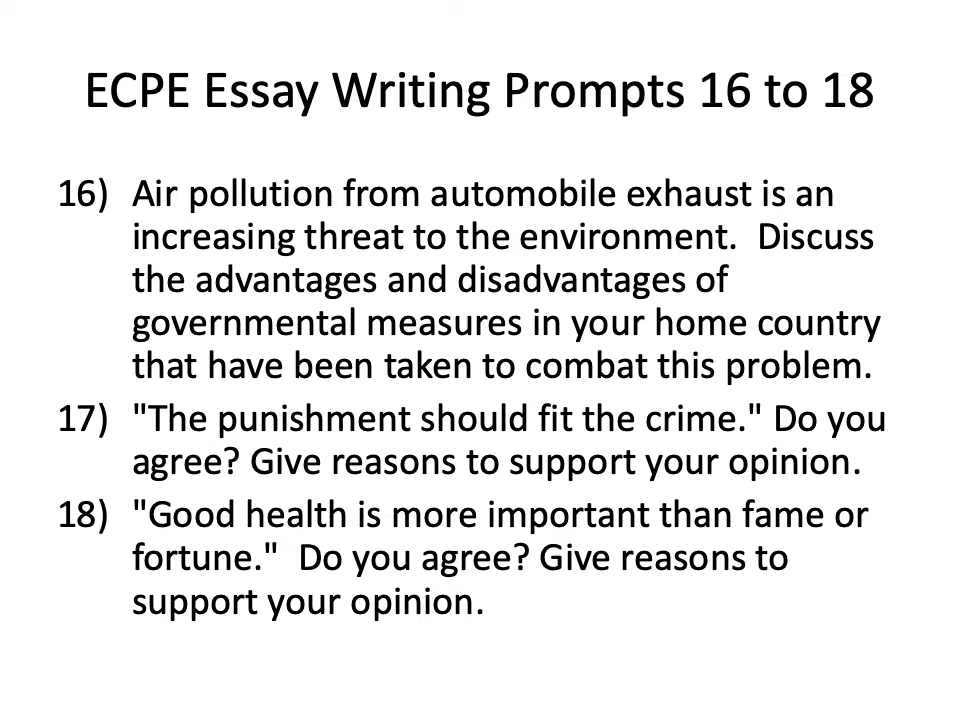 ECPE Essay Writing Prompts 16 to 18
16) Air pollution from automobile exhaust is an
increasing threat to the environment.  Discuss
the advantages and disadvantages of
governmental measures in your home country
that have been taken to combat this problem.
17) "The punishment should fit the crime." Do you
agree? Give reasons to support your opinion.
18) "Good health is more important than fame or
fortune."  Do you agree? Give reasons to
support your opinion.